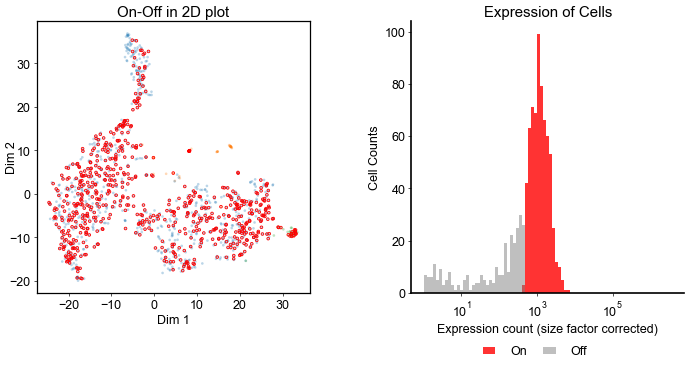 On-Off in 2D plot
Dim 2
30
20
10
0
−10
−20
−20 −10 0 10 20 30
Dim 1
Expression of Cells
Cell Counts
100
80
60
40
20
0
10^1 10^3 10^5
Expression count (size factor corrected)
On Off